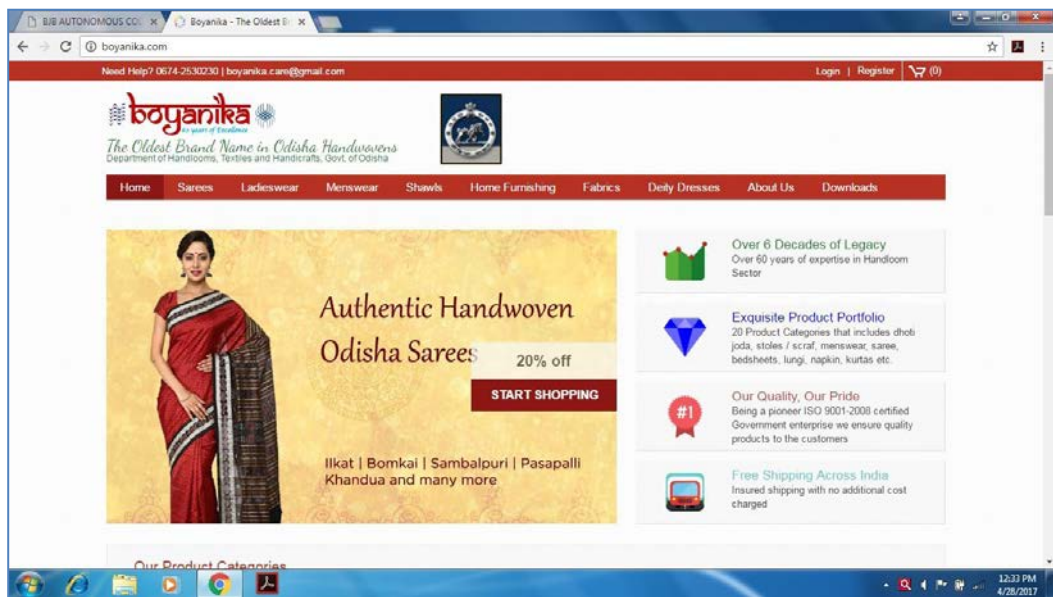 BJB AUTONOMOUS CO
Boyanika - The Oldest B
boyanika.com
Need Help? 0674-2530230 | boyanika.care@gmail.com
Login | Register (0)
boyanika
years of Excellence
The Oldest Brand Name in Odisha Handwovens
Department of Handlooms, Textiles and Handicrafts, Govt. of Odisha
Home Sarees Ladieswear Menswear Shawls Home Furnishing Fabrics Deity Dresses About Us Downloads
Authentic Handwoven
Odisha Sarees
20% off
START SHOPPING
Ilkat | Bomkai | Sambalpuri | Pasapalli
Khandua and many more
Over 6 Decades of Legacy
Over 60 years of expertise in Handloom
Sector
Exquisite Product Portfolio
20 Product Categories that includes dhoti
joda, stoles / scraf, menswear, saree,
bedsheets, lungi, napkin, kurtas etc.
#1
Our Quality, Our Pride
Being a pioneer ISO 9001-2008 certified
Government enterprise we ensure quality
products to the customers
Free Shipping Across India
Insured shipping with no additional cost
charged
Our Product Categories
12:33 PM
4/28/2017